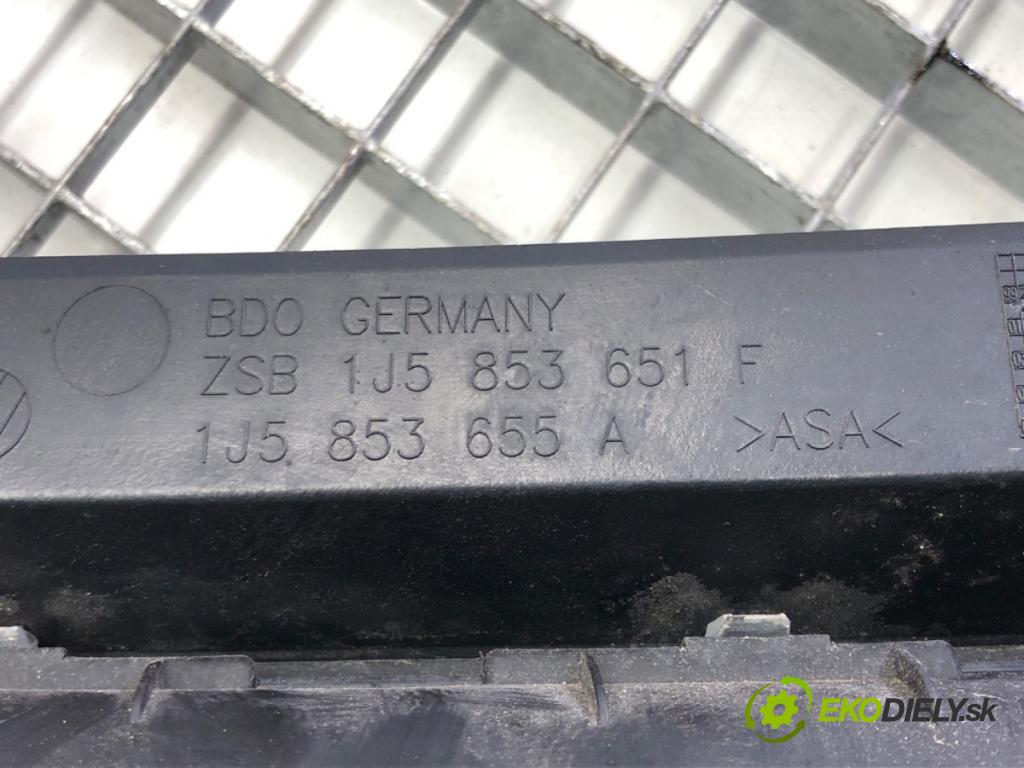 BDO GERMANY
ZSB 1J5 853 651 F
1J5 853 655 A >ASA<
EKODIELY.sk